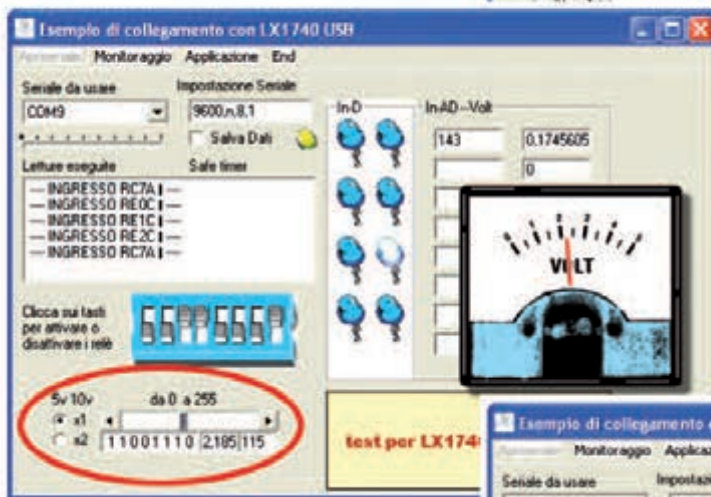 Esempio di collegamento con LX1740 USB
Monitoraggio Applicazione End
Seriale da usare
Impostazione Seriale
COM9
9600,n,8,1
Salva Dati
Letture eseguite
Safe timer
--- INGRESSO RC7A I ---
--- INGRESSO RE0C I ---
--- INGRESSO RE1C I ---
--- INGRESSO RE2C I ---
--- INGRESSO RC7A I ---
In-D
In-AD--Volt
143
0.1745605
0
VOLT
Clicca sui tasti
per attivare o
disattivare i relè
5v 10v
da 0 a 255
x1
x2
11001110
2,185
115
test per LX174
Esempio di collegamento
Monitoraggio
Seriale da usare